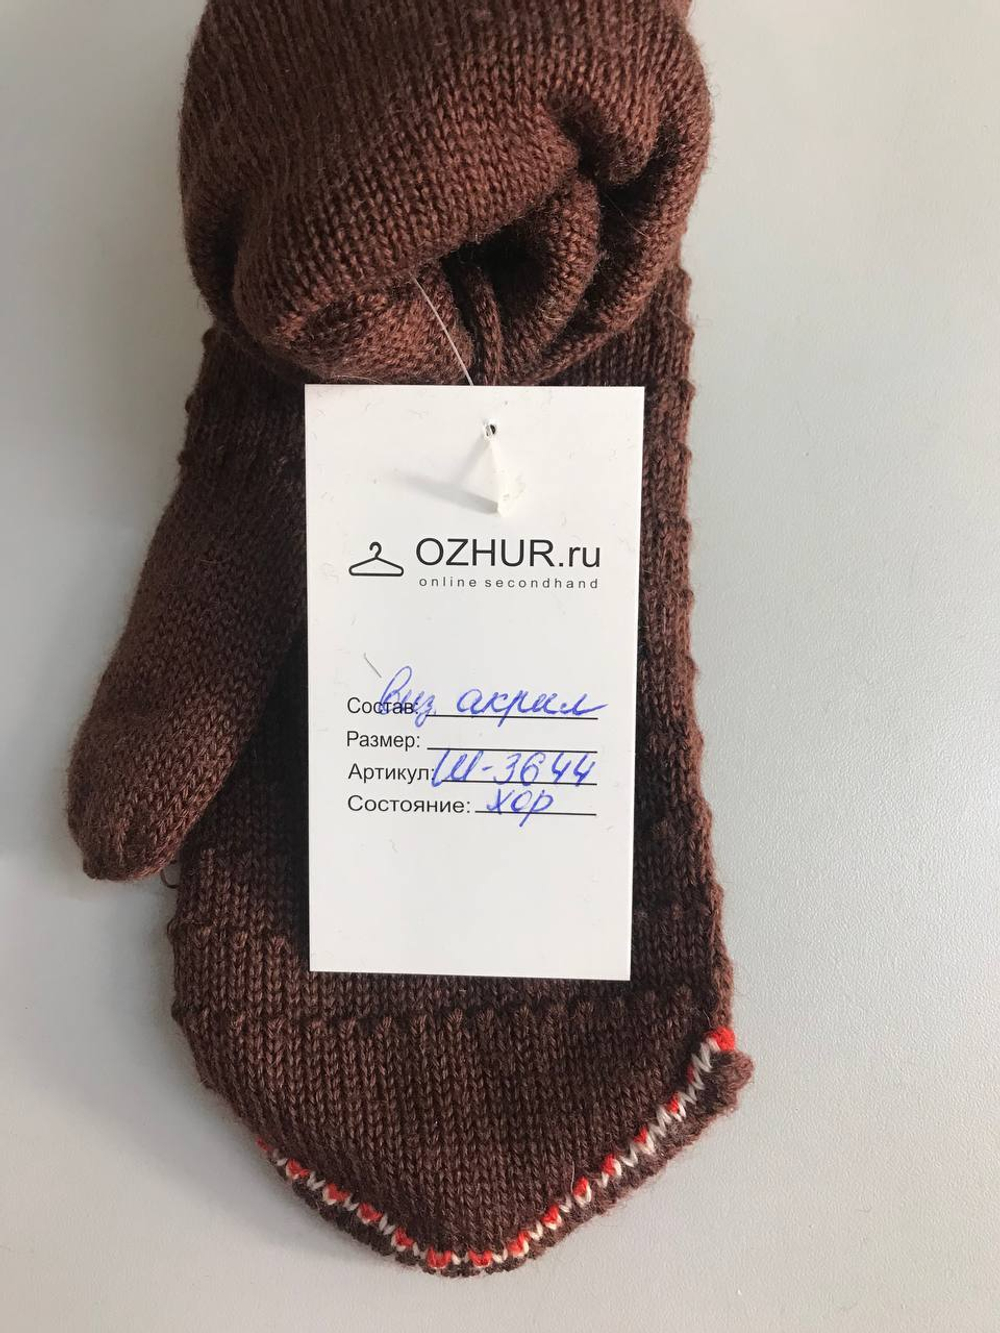 OZHUR.ru
online secondhand
Состав: виз. акрил
Размер:
Артикул: Ш-3644
Состояние: хор